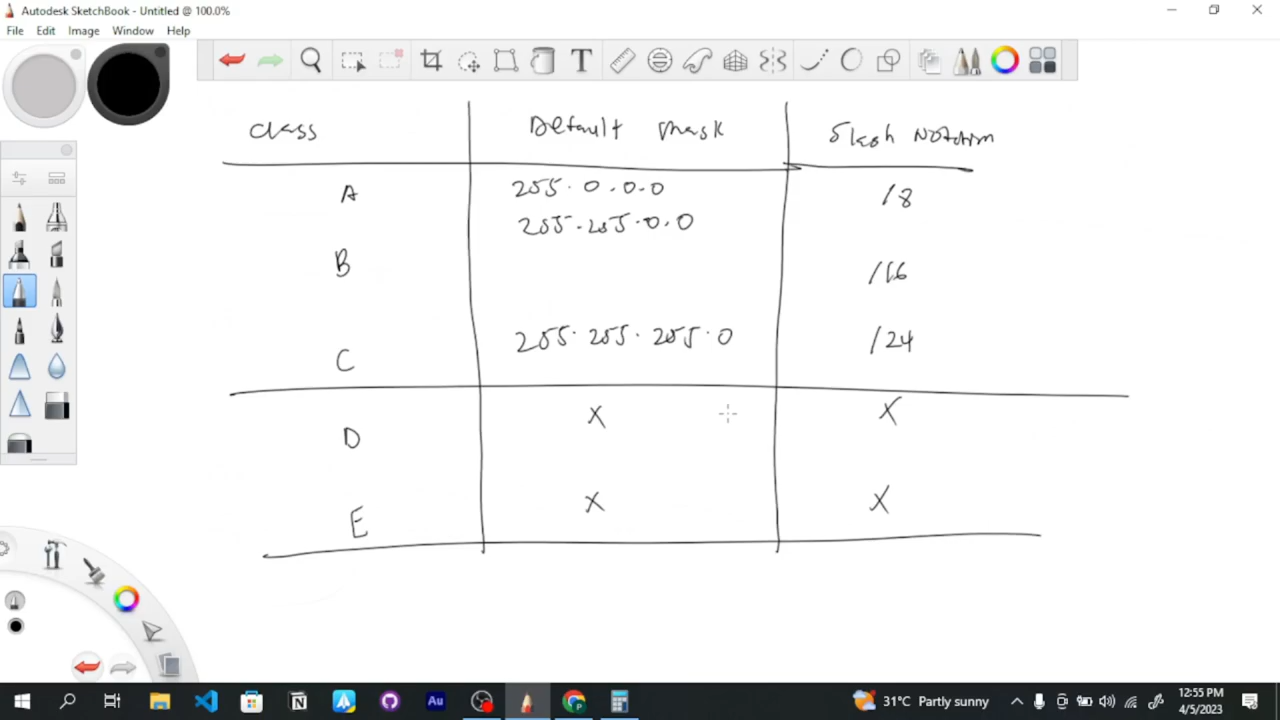 Autodesk SketchBook - Untitled @ 100.0%
File Edit Image Window Help
T
Class Default Mask Slash Notation
A 255.0.0.0 /8
255.255.0.0
B /16
C 255.255.255.0 /24
D X X
E X X
31°C Partly sunny
12:55 PM
4/5/2023